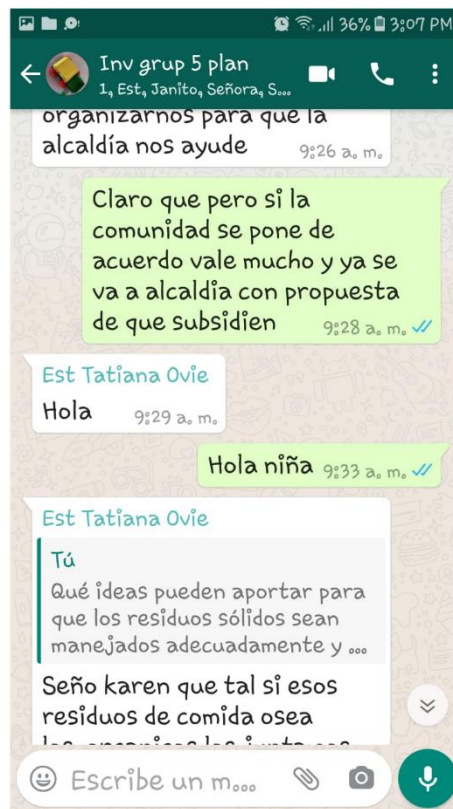 36% 3:07 PM
Inv grup 5 plan
1, Est, Janito, Señora, S...
organizarnos para que la
alcaldía nos ayude
9:26 a. m.
Claro que pero si la
comunidad se pone de
acuerdo vale mucho y ya se
va a alcaldia con propuesta
de que subsidien
9:28 a. m.
Est Tatiana Ovie
Hola
9:29 a. m.
Hola niña
9:33 a. m.
Est Tatiana Ovie
Tú
Qué ideas pueden aportar para
que los residuos sólidos sean
manejados adecuadamente y ...
Seño karen que tal si esos
residuos de comida osea
Escribe un m...